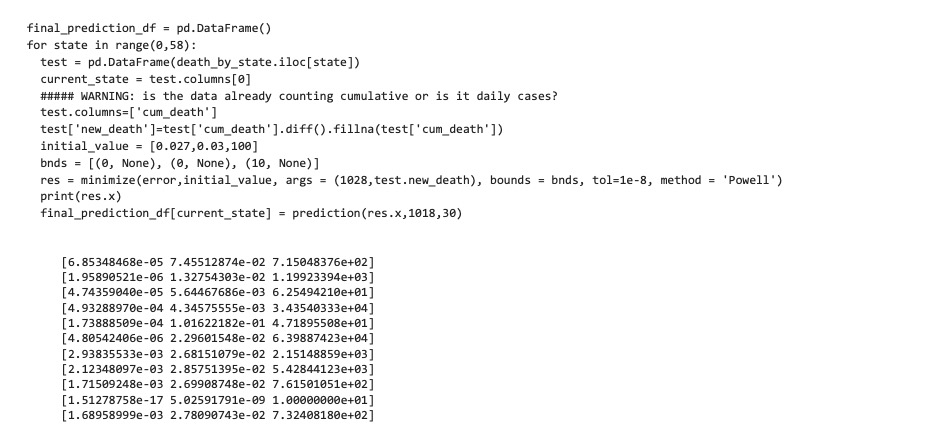 final_prediction_df = pd.DataFrame()
for state in range(0,58):
  test = pd.DataFrame(death_by_state.iloc[state])
  current_state = test.columns[0]
  ##### WARNING: is the data already counting cumulative or is it daily cases?
  test.columns=['cum_death']
  test['new_death']=test['cum_death'].diff().fillna(test['cum_death'])
  initial_value = [0.027,0.03,100]
  bnds = [(0, None), (0, None), (10, None)]
  res = minimize(error,initial_value, args = (1028,test.new_death), bounds = bnds, tol=1e-8, method = 'Powell')
  print(res.x)
  final_prediction_df[current_state] = prediction(res.x,1018,30)
[6.85348468e-05 7.45512874e-02 7.15048376e+02]
[1.95890521e-06 1.32754303e-02 1.19923394e+03]
[4.74359040e-05 5.64467686e-03 6.25494210e+01]
[4.93288970e-04 4.34575555e-03 3.43540333e+04]
[1.73888509e-04 1.01622182e-01 4.71895508e+01]
[4.80542406e-06 2.29601548e-02 6.39887423e+04]
[2.93835533e-03 2.68151079e-02 2.15148859e+03]
[2.12348097e-03 2.85751395e-02 5.42844123e+03]
[1.71509248e-03 2.69908748e-02 7.61501051e+02]
[1.51278758e-17 5.02591791e-09 1.00000000e+01]
[1.68958999e-03 2.78090743e-02 7.32408180e+02]